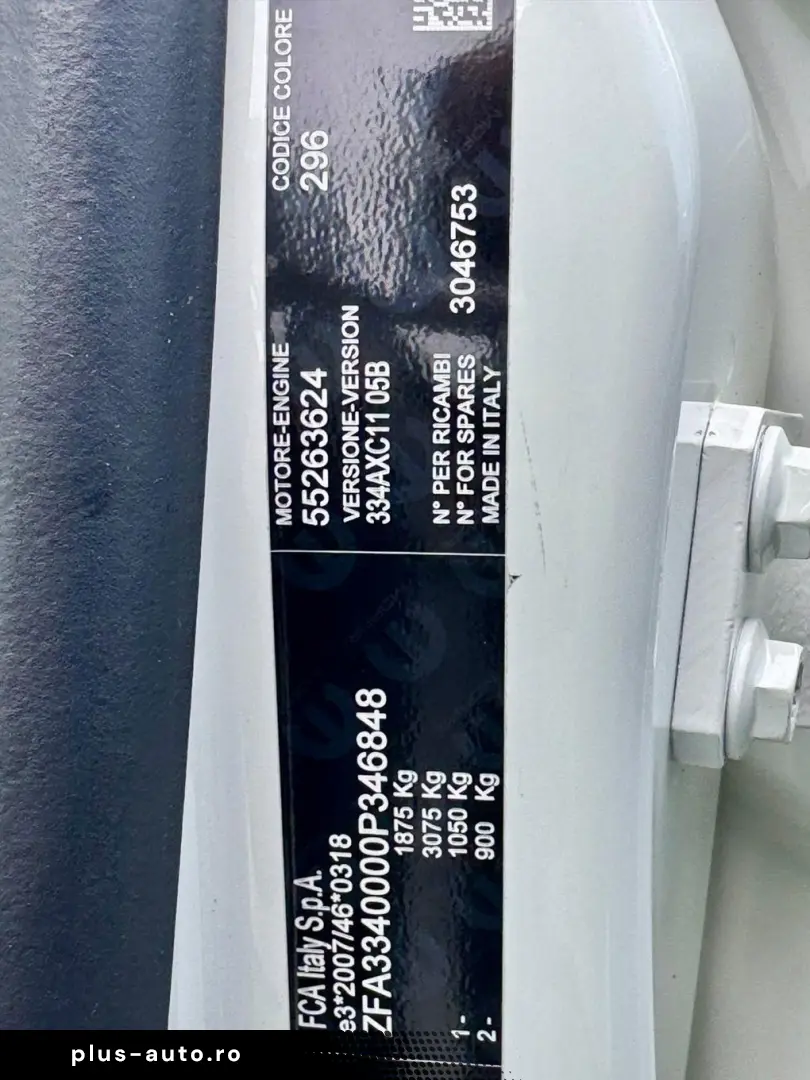 FCA Italy S.p.A.
e3*2007/46*0318
ZFA3340000P346848
1875 Kg
3075 Kg
1- 1050 Kg
2- 900 Kg
MOTORE-ENGINE CODICE COLORE
55263624 296
VERSIONE-VERSION
334AXC11 05B
N° PER RICAMBI
N° FOR SPARES 3046753
MADE IN ITALY
plus-auto.ro